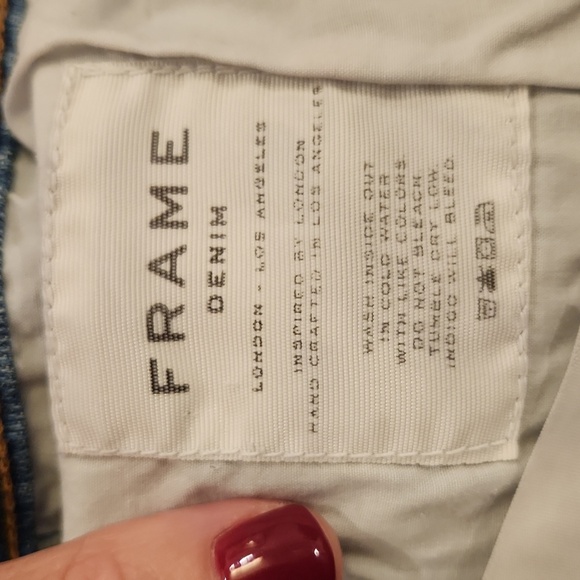 FRAME
DENIM
LONDON - LOS ANGELES
INSPIRED BY LONDON
HAND CRAFTED IN LOS ANGELES
WASH INSIDE OUT
IN COLD WATER
WITH LIKE COLORS
DO NOT BLEACH
TUMBLE DRY LOW
INDIGO WILL BLEED